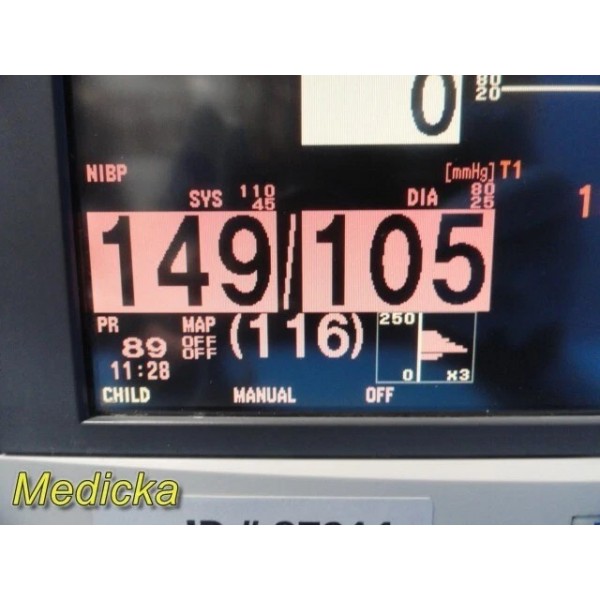 0 80
20
NIBP [mmHg] T1
SYS 110 45 DIA 80 25
149/105
PR MAP (116) 250
89 OFF OFF
11:28 0 x3
CHILD MANUAL OFF
Medicka